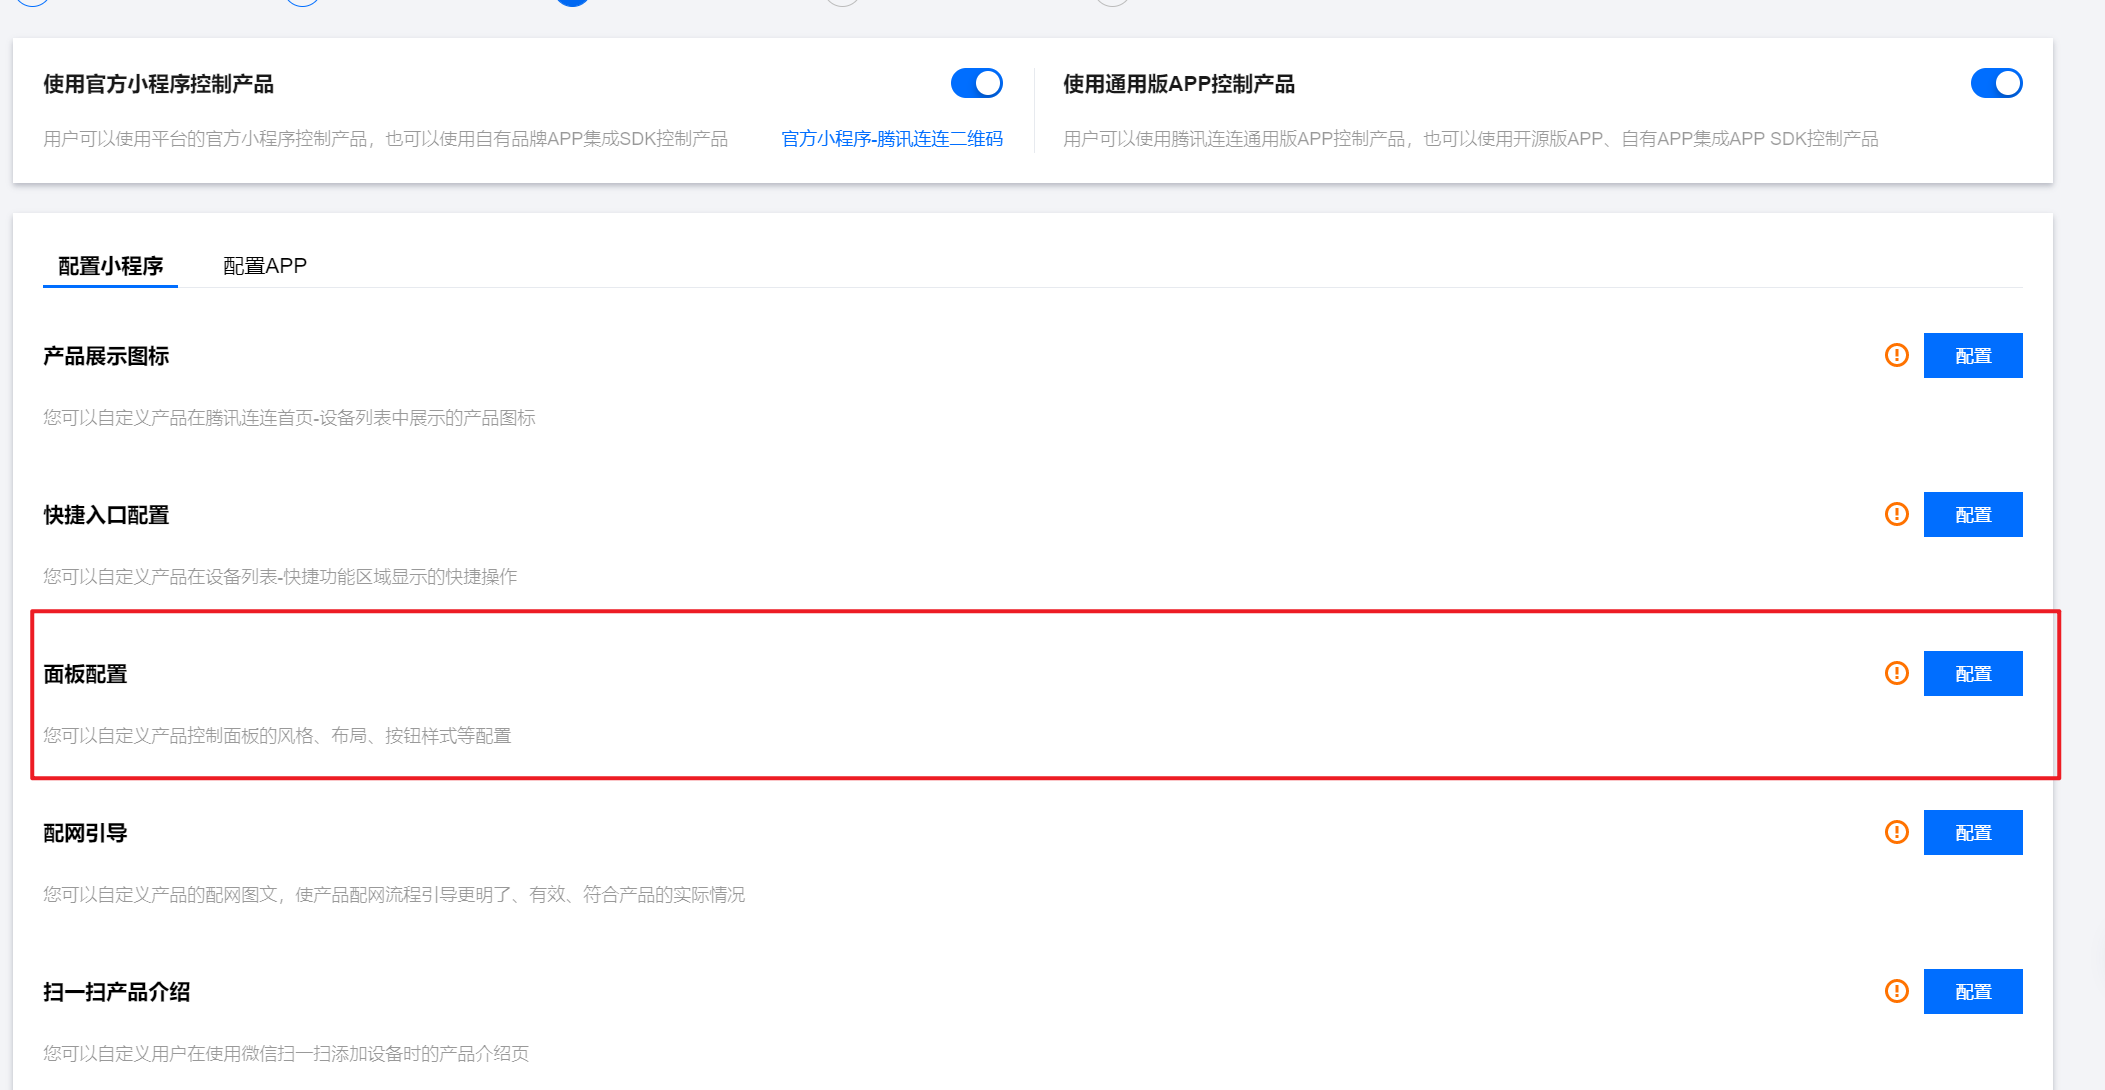 使用官方小程序控制产品
用户可以使用平台的官方小程序控制产品，也可以使用自有品牌APP集成SDK控制产品
官方小程序-腾讯连连二维码
使用通用版APP控制产品
用户可以使用腾讯连连通用版APP控制产品，也可以使用开源版APP、自有APP集成APP SDK控制产品
配置小程序
配置APP
产品展示图标
配置
您可以自定义产品在腾讯连连首页-设备列表中展示的产品图标
快捷入口配置
配置
您可以自定义产品在设备列表-快捷功能区域显示的快捷操作
面板配置
配置
您可以自定义产品控制面板的风格、布局、按钮样式等配置
配网引导
配置
您可以自定义产品的配网图文，使产品配网流程引导更明了、有效、符合产品的实际情况
扫一扫产品介绍
配置
您可以自定义用户在使用微信扫一扫添加设备时的产品介绍页